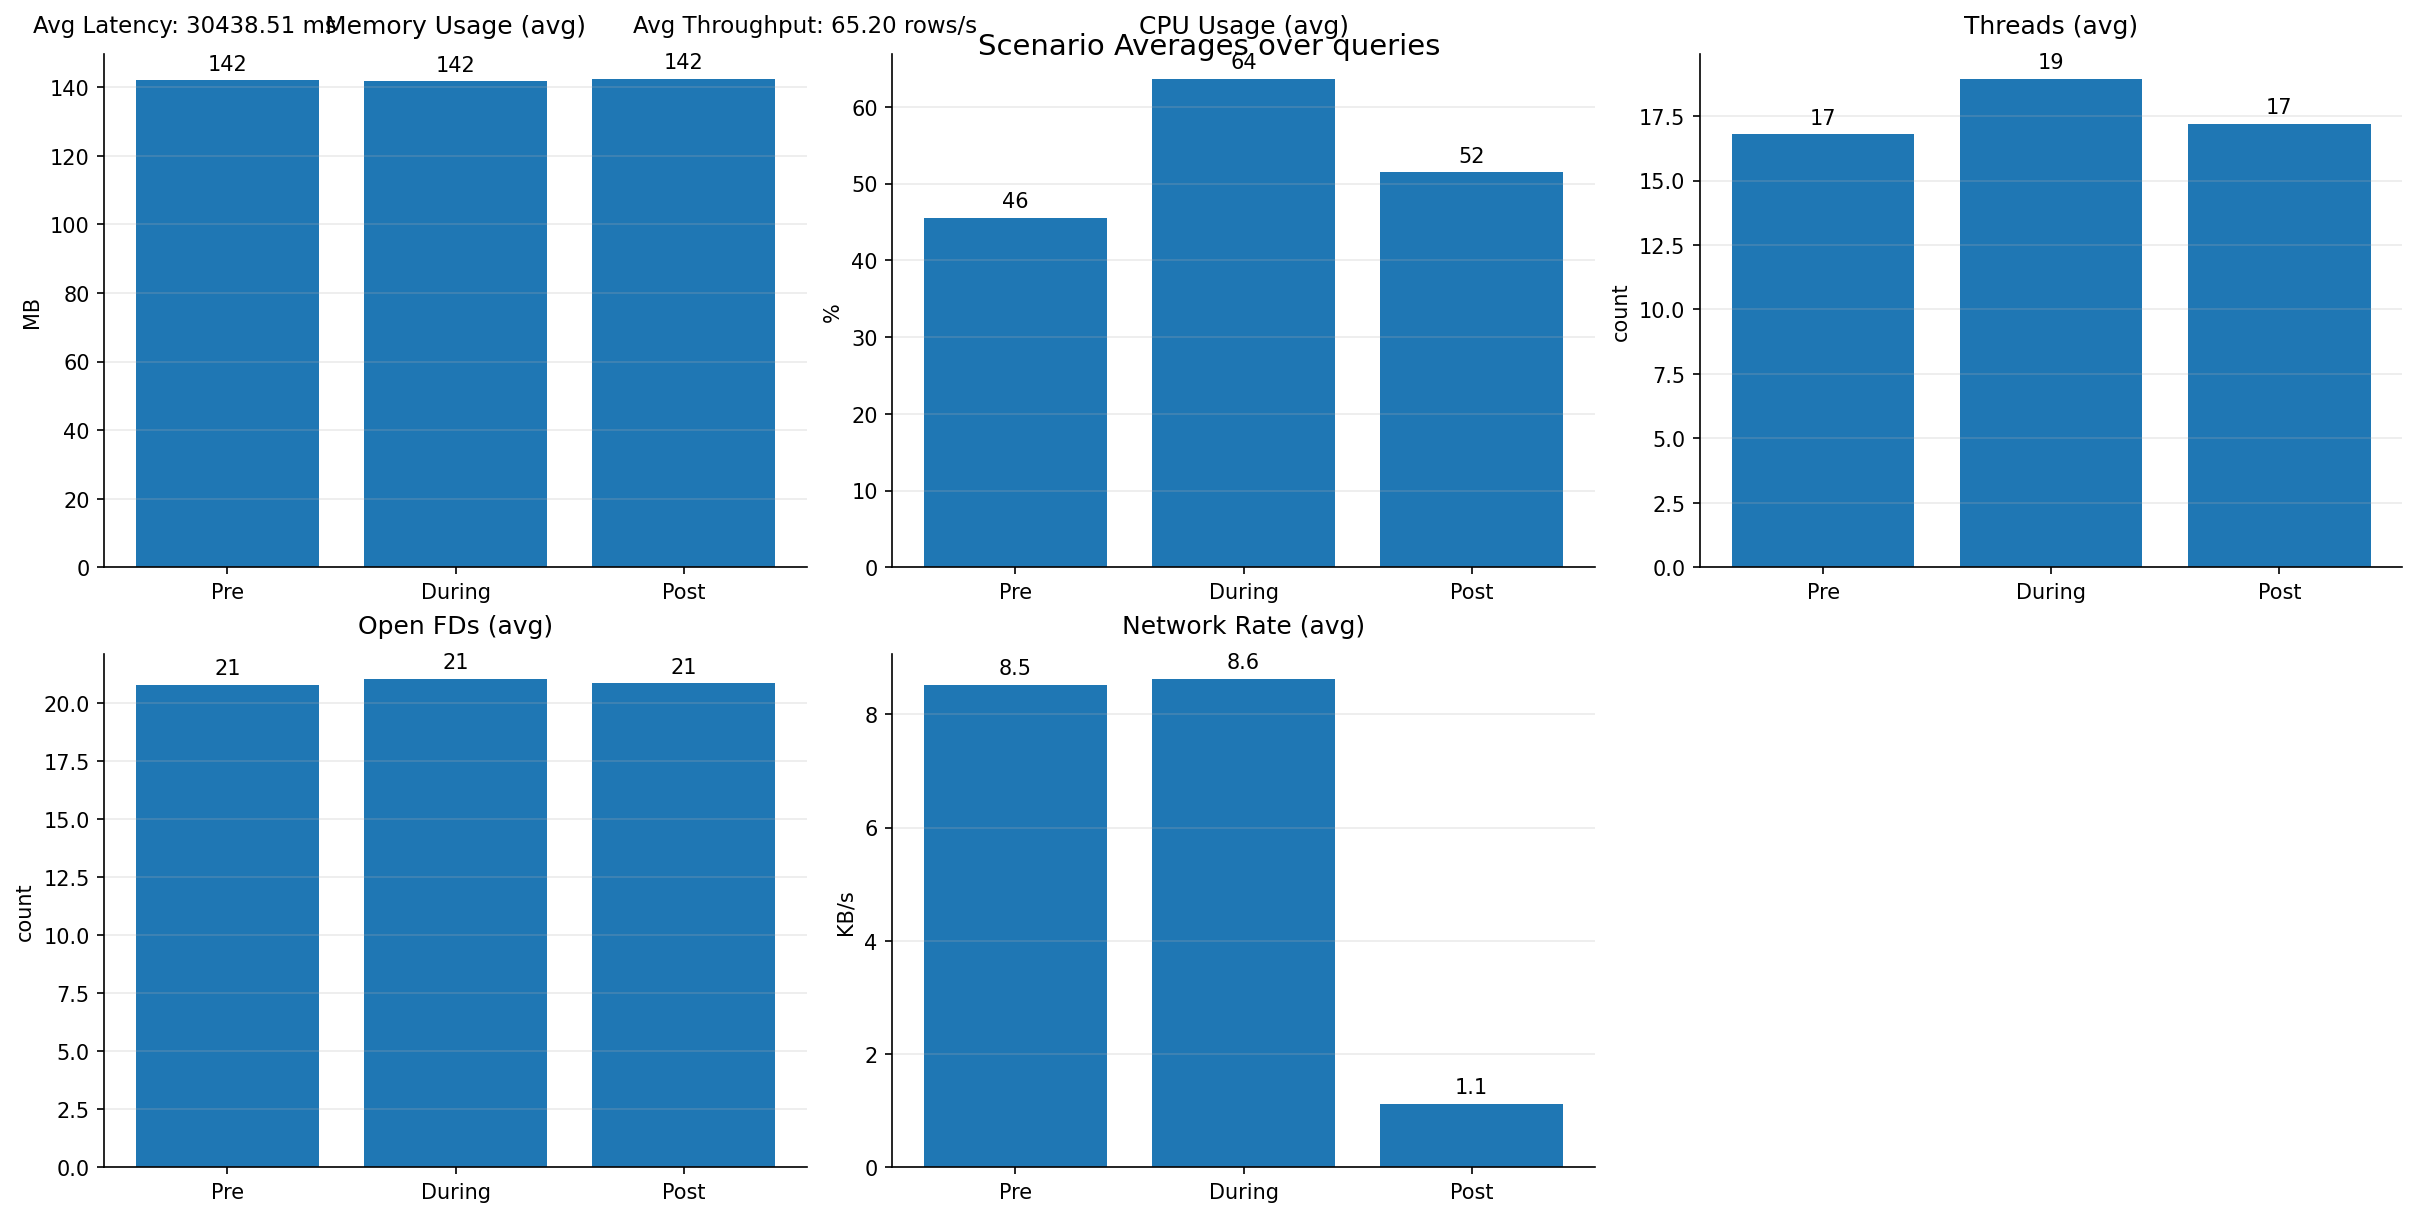 Avg Latency: 30438.51 ms
Avg Throughput: 65.20 rows/s
Scenario Averages over queries
Memory Usage (avg)
142
142
142
140
120
100
80
60
40
20
0
MB
Pre
During
Post
CPU Usage (avg)
46
64
52
60
50
40
30
20
10
0
%
Pre
During
Post
Threads (avg)
17
19
17
17.5
15.0
12.5
10.0
7.5
5.0
2.5
0.0
count
Pre
During
Post
Open FDs (avg)
21
21
21
20.0
17.5
15.0
12.5
10.0
7.5
5.0
2.5
0.0
count
Pre
During
Post
Network Rate (avg)
8.5
8.6
1.1
8
6
4
2
0
KB/s
Pre
During
Post